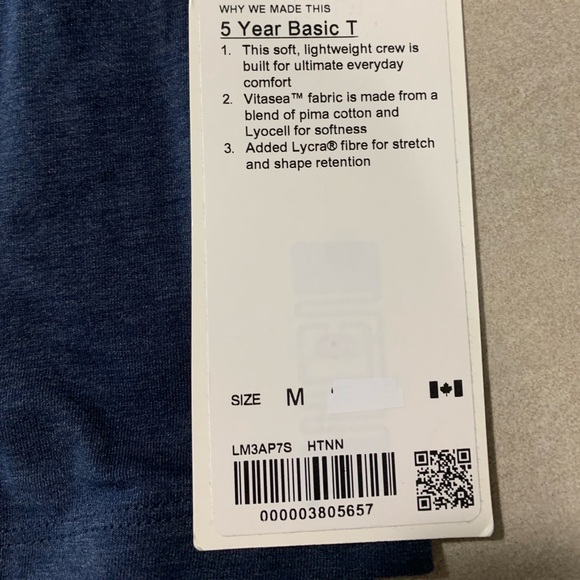 WHY WE MADE THIS
5 Year Basic T
1. This soft, lightweight crew is
built for ultimate everyday
comfort
2. Vitasea™ fabric is made from a
blend of pima cotton and
Lyocell for softness
3. Added Lycra® fibre for stretch
and shape retention
SIZE M
LM3AP7S HTNN
000003805657